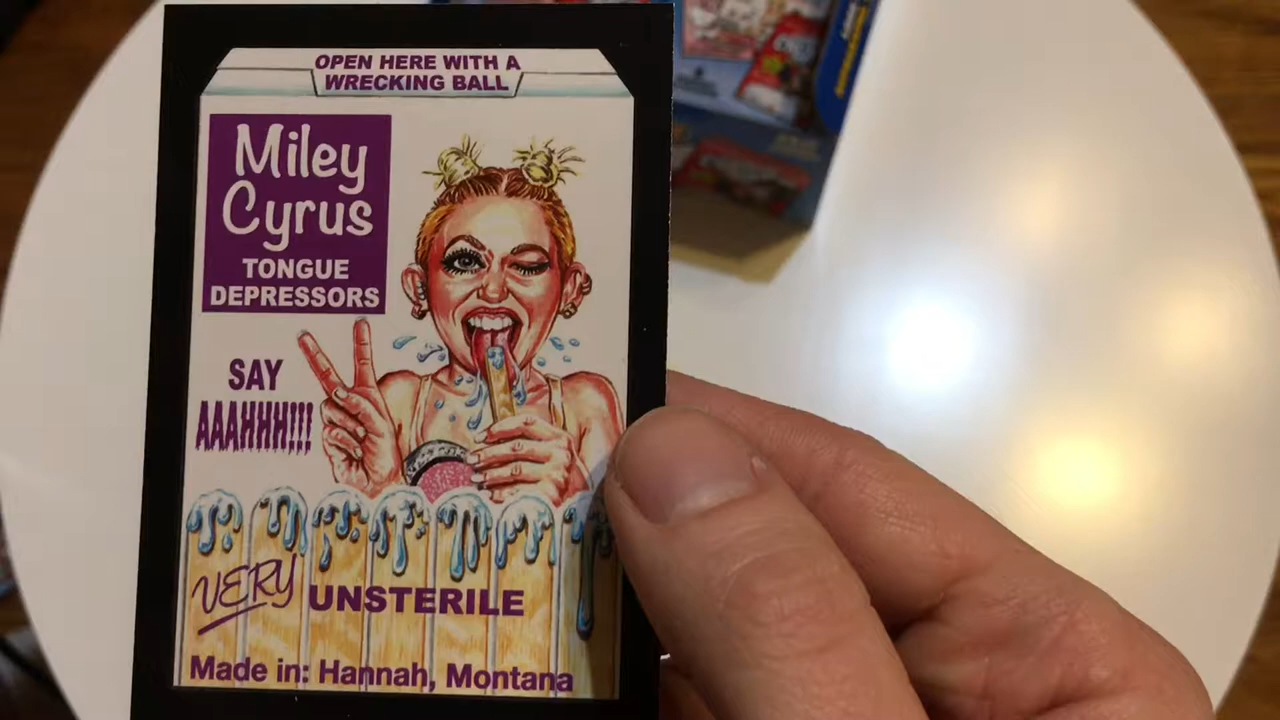 OPEN HERE WITH A
WRECKING BALL
Miley
Cyrus
TONGUE
DEPRESSORS
SAY
AAAHHH!!!
VERY UNSTERILE
Made in: Hannah, Montana